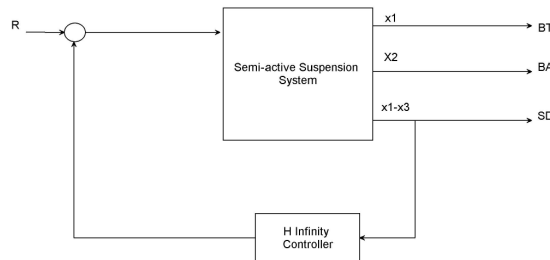 x1
R
BT
Semi-active Suspension
System
X2
BA
x1-x3
SD
H Infinity
Controller